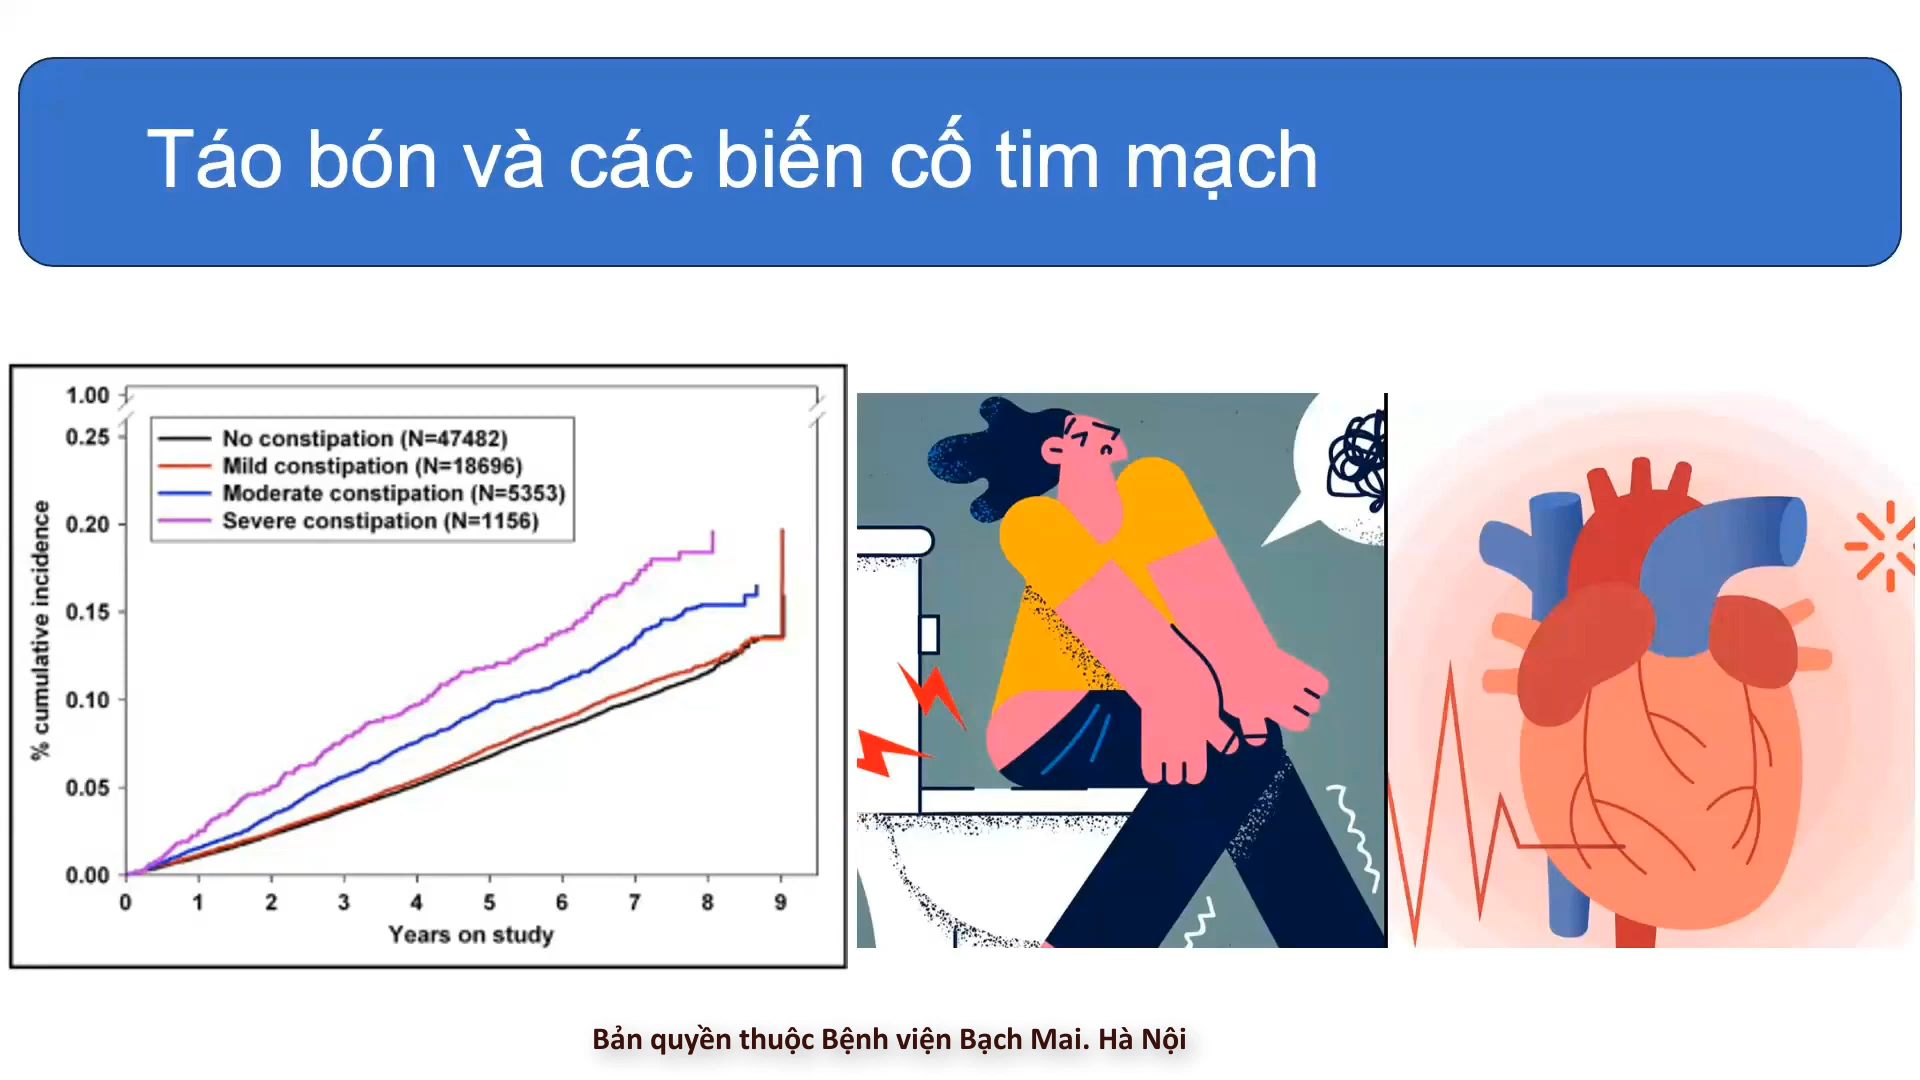 Táo bón và các biến cố tim mạch
1.00
0.25
0.20
0.15
0.10
0.05
0.00
% cumulative incidence
No constipation (N=47482)
Mild constipation (N=18696)
Moderate constipation (N=5353)
Severe constipation (N=1156)
0 1 2 3 4 5 6 7 8 9
Years on study
Bản quyền thuộc Bệnh viện Bạch Mai. Hà Nội